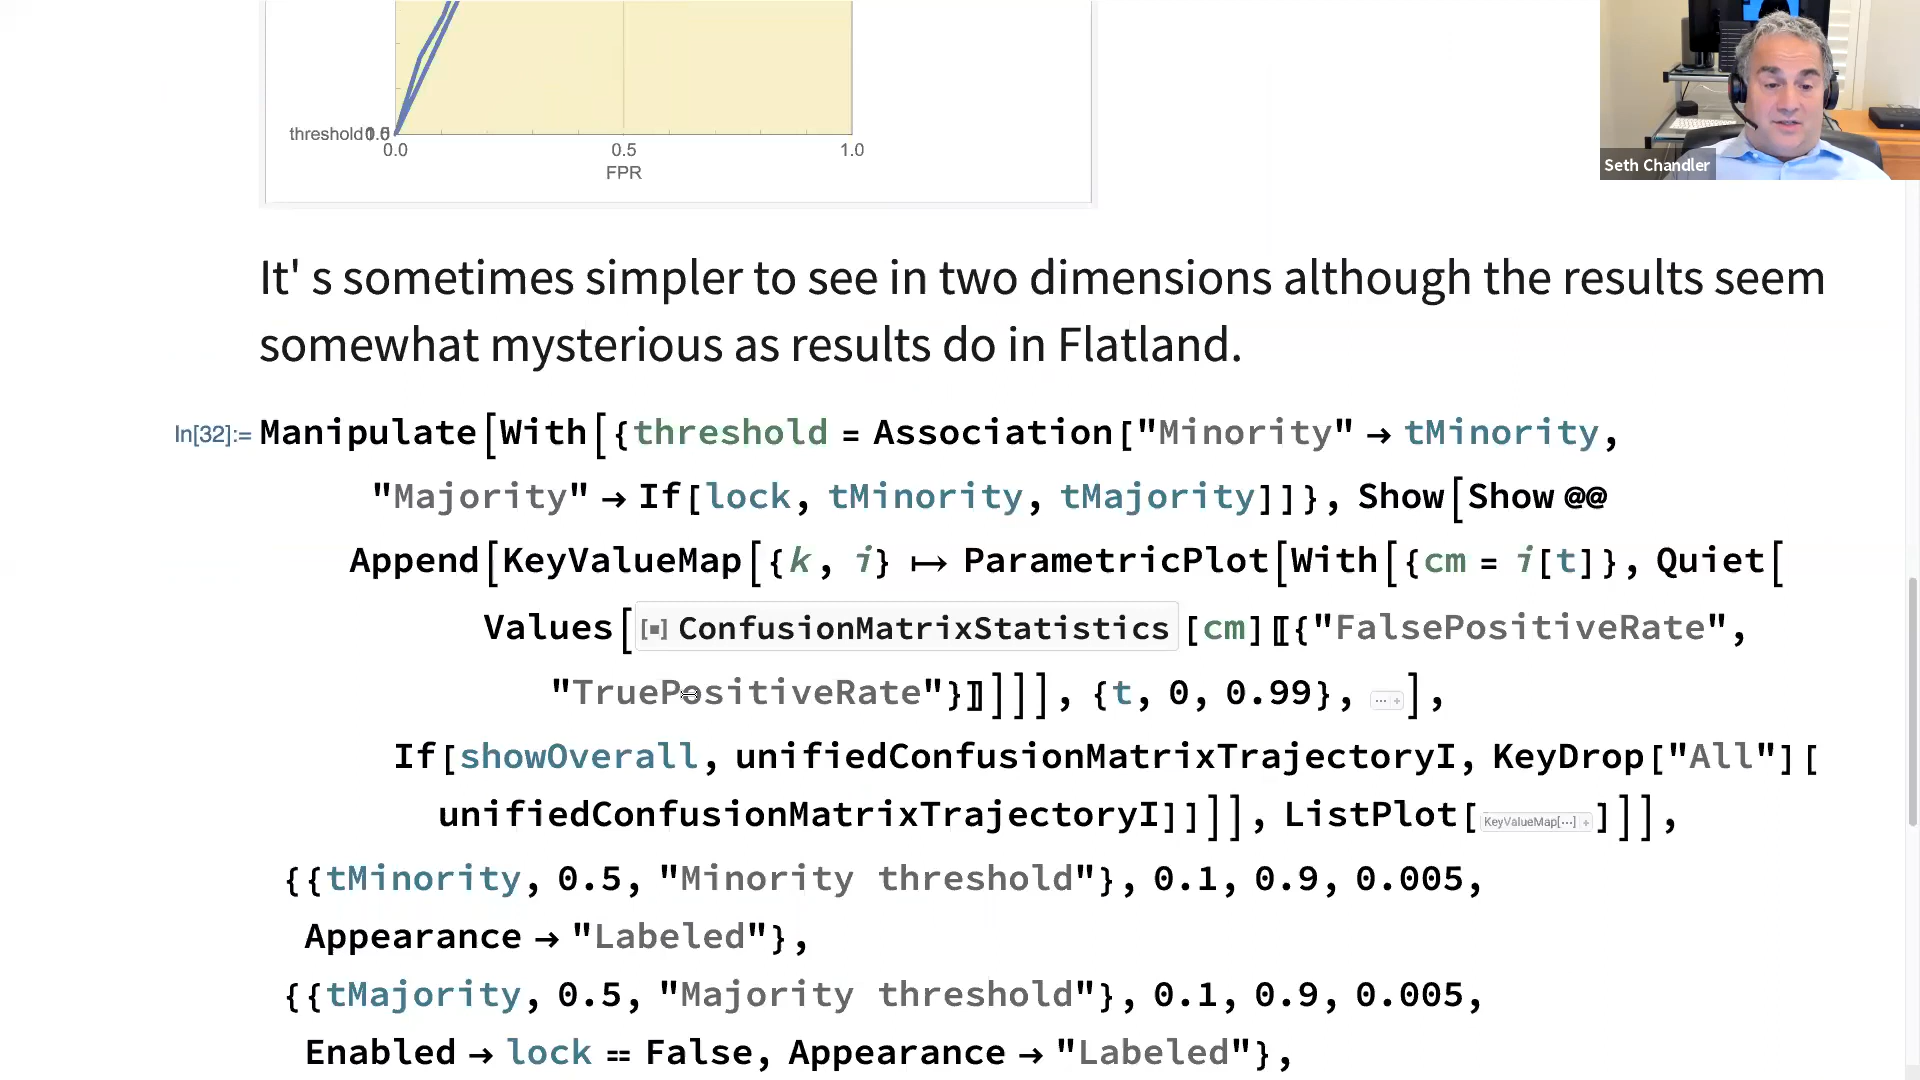 threshold
0.0
0.5
1.0
FPR
Seth Chandler
It' s sometimes simpler to see in two dimensions although the results seem
somewhat mysterious as results do in Flatland.
In[32]:= Manipulate[With[{threshold = Association["Minority" → tMinority,
"Majority" → If[lock, tMinority, tMajority]]}, Show[Show @@
Append[KeyValueMap[{k, i} ↦ ParametricPlot[With[{cm = i[t]}, Quiet[
Values[[▪] ConfusionMatrixStatistics [cm]⟦{"FalsePositiveRate",
"TruePositiveRate"}⟧]]], {t, 0, 0.99}, ... +],
If[showOverall, unifiedConfusionMatrixTrajectoryI, KeyDrop["All"][
unifiedConfusionMatrixTrajectoryI]]]], ListPlot[KeyValueMap[...] +]]],
{{tMinority, 0.5, "Minority threshold"}, 0.1, 0.9, 0.005,
Appearance → "Labeled"},
{{tMajority, 0.5, "Majority threshold"}, 0.1, 0.9, 0.005,
Enabled → lock == False, Appearance → "Labeled"},